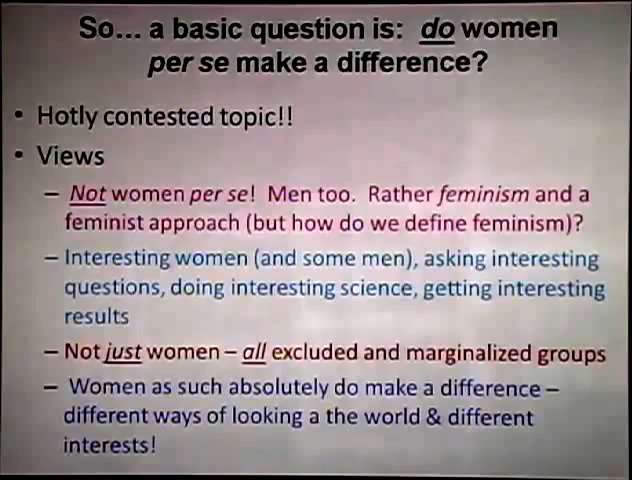 So... a basic question is: do women
per se make a difference?
• Hotly contested topic!!
• Views
– Not women per se! Men too. Rather feminism and a
feminist approach (but how do we define feminism)?
– Interesting women (and some men), asking interesting
questions, doing interesting science, getting interesting
results
– Not just women – all excluded and marginalized groups
– Women as such absolutely do make a difference –
different ways of looking a the world & different
interests!